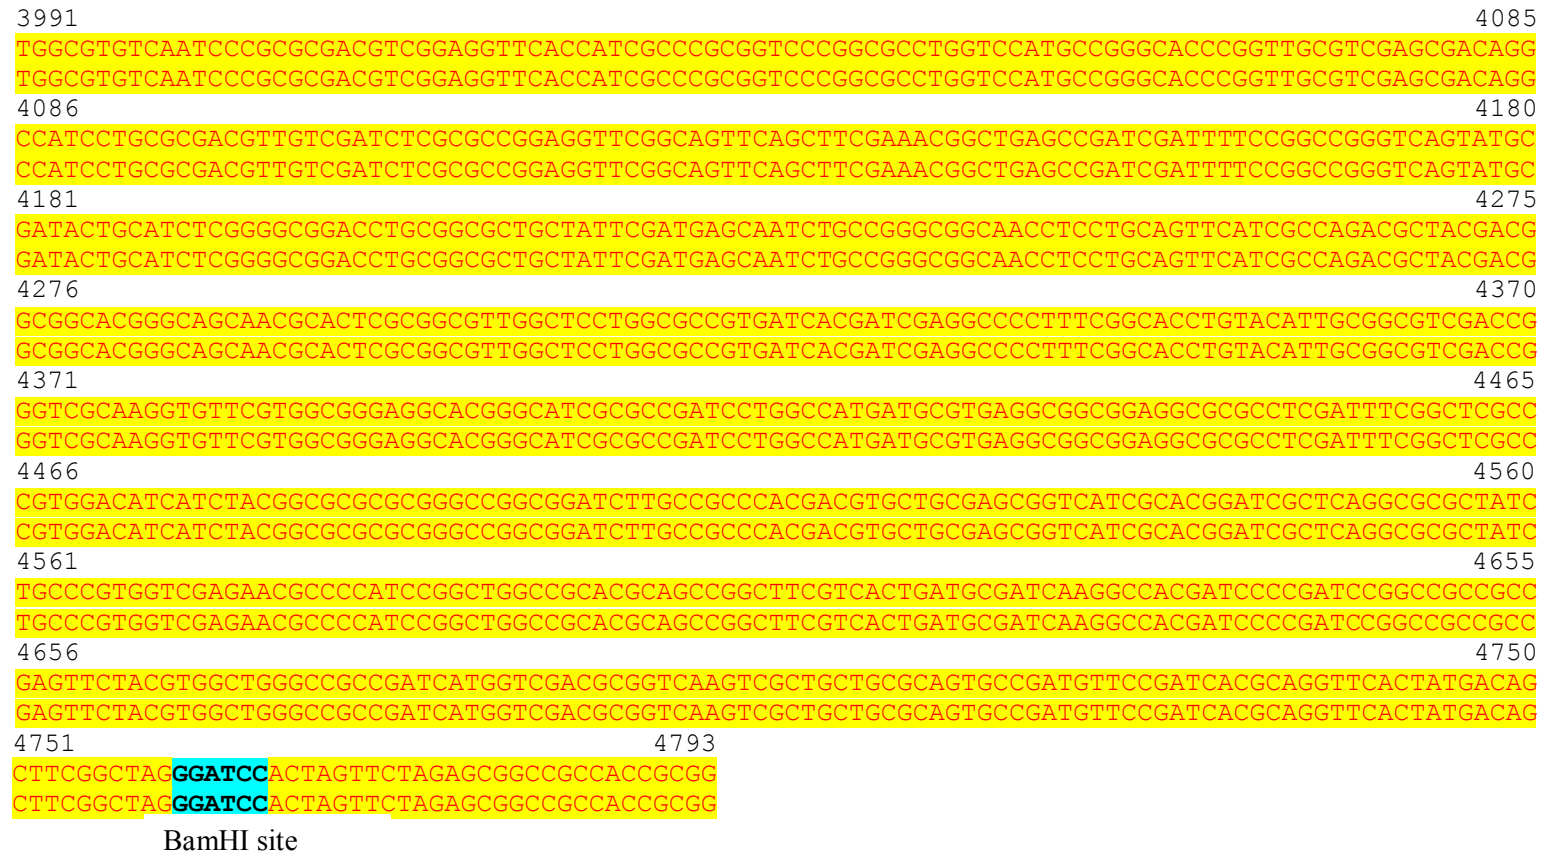 3991 4085
TGGCGTGTCAATCCCGCGCGACGTCGGAGGTTCACCATCGCCCGCGGTCCCGGCGCCTGGTCCATGCCGGGCACCCGGTTGCGTCGAGCGACAGG
TGGCGTGTCAATCCCGCGCGACGTCGGAGGTTCACCATCGCCCGCGGTCCCGGCGCCTGGTCCATGCCGGGCACCCGGTTGCGTCGAGCGACAGG
4086 4180
CCATCCTGCGCGACGTTGTCGATCTCGCGCCGGAGGTTCGGCAGTTCAGCTTCGAAACGGCTGAGCCGATCGATTTTCCGGCCGGGTCAGTATGC
CCATCCTGCGCGACGTTGTCGATCTCGCGCCGGAGGTTCGGCAGTTCAGCTTCGAAACGGCTGAGCCGATCGATTTTCCGGCCGGGTCAGTATGC
4181 4275
GATACTGCATCTCGGGGCGGACCTGCGGCGCTGCTATTCGATGAGCAATCTGCCGGGCGGCAACCTCCTGCAGTTCATCGCCAGACGCTACGACG
GATACTGCATCTCGGGGCGGACCTGCGGCGCTGCTATTCGATGAGCAATCTGCCGGGCGGCAACCTCCTGCAGTTCATCGCCAGACGCTACGACG
4276 4370
GCGGCACGGGCAGCAACGCACTCGCGGCGTTGGCTCCTGGCGCCGTGATCACGATCGAGGCCCCTTTCGGCACCTGTACATTGCGGCGTCGACCG
GCGGCACGGGCAGCAACGCACTCGCGGCGTTGGCTCCTGGCGCCGTGATCACGATCGAGGCCCCTTTCGGCACCTGTACATTGCGGCGTCGACCG
4371 4465
GGTCGCAAGGTGTTCGTGGCGGGAGGCACGGGCATCGCGCCGATCCTGGCCATGATGCGTGAGGCGGCGGAGGCGCGCCTCGATTTCGGCTCGCC
GGTCGCAAGGTGTTCGTGGCGGGAGGCACGGGCATCGCGCCGATCCTGGCCATGATGCGTGAGGCGGCGGAGGCGCGCCTCGATTTCGGCTCGCC
4466 4560
CGTGGACATCATCTACGGCGCGCGCGGGCCGGCGGATCTTGCCGCCCACGACGTGCTGCGAGCGGTCATCGCACGGATCGCTCAGGCGCGCTATC
CGTGGACATCATCTACGGCGCGCGCGGGCCGGCGGATCTTGCCGCCCACGACGTGCTGCGAGCGGTCATCGCACGGATCGCTCAGGCGCGCTATC
4561 4655
TGCCCGTGGTCGAGAACGCCCCATCCGGCTGGCCGCACGCAGCCGGCTTCGTCACTGATGCGATCAAGGCCACGATCCCCGATCCGGCCGCCGCC
TGCCCGTGGTCGAGAACGCCCCATCCGGCTGGCCGCACGCAGCCGGCTTCGTCACTGATGCGATCAAGGCCACGATCCCCGATCCGGCCGCCGCC
4656 4750
GAGTTCTACGTGGCTGGGCCGCCGATCATGGTCGACGCGGTCAAGTCGCTGCTGCGCAGTGCCGATGTTCCGATCACGCAGGTTCACTATGACAG
GAGTTCTACGTGGCTGGGCCGCCGATCATGGTCGACGCGGTCAAGTCGCTGCTGCGCAGTGCCGATGTTCCGATCACGCAGGTTCACTATGACAG
4751 4793
CTTCGGCTAGGGATCCACTAGTTCTAGAGCGGCCGCCACCGCGG
CTTCGGCTAGGGATCCACTAGTTCTAGAGCGGCCGCCACCGCGG
BamHI site